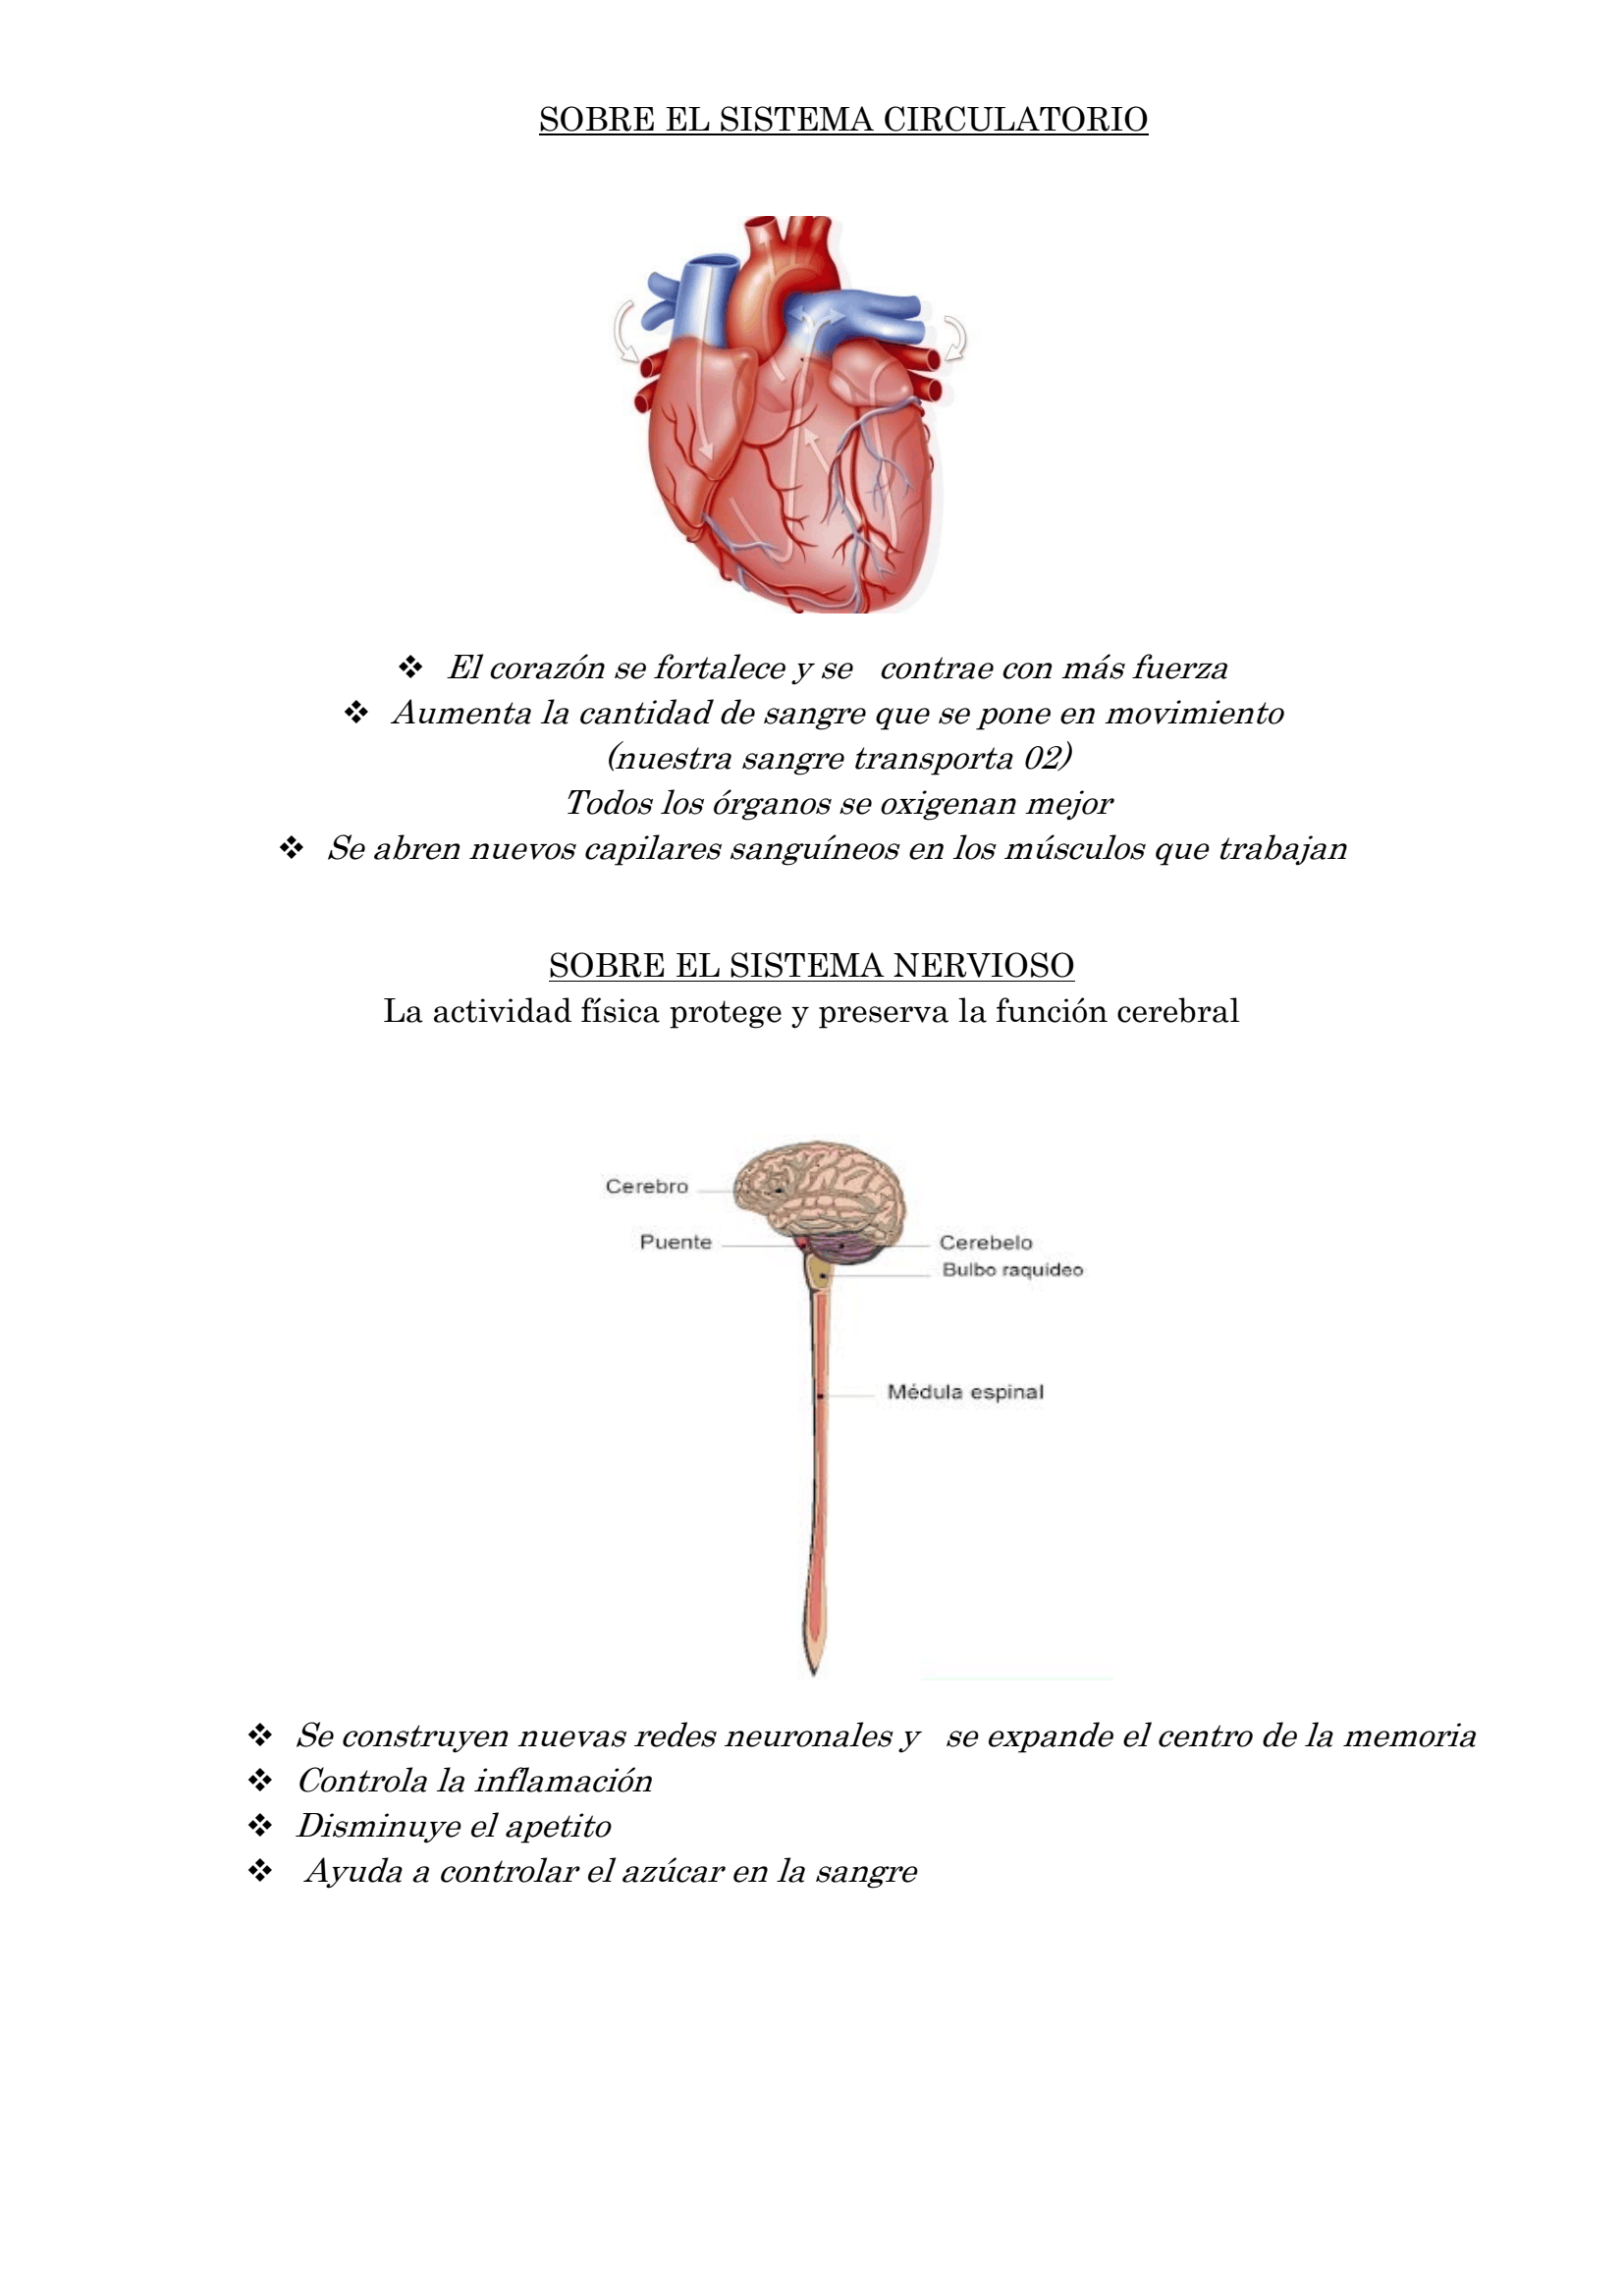 SOBRE EL SISTEMA CIRCULATORIO
❖ El corazón se fortalece y se contrae con más fuerza
❖ Aumenta la cantidad de sangre que se pone en movimiento
(nuestra sangre transporta 02)
Todos los órganos se oxigenan mejor
❖ Se abren nuevos capilares sanguíneos en los músculos que trabajan
SOBRE EL SISTEMA NERVIOSO
La actividad física protege y preserva la función cerebral
Cerebro
Puente
Cerebelo
Bulbo raquideo
Médula espinal
❖ Se construyen nuevas redes neuronales y se expande el centro de la memoria
❖ Controla la inflamación
❖ Disminuye el apetito
❖ Ayuda a controlar el azúcar en la sangre